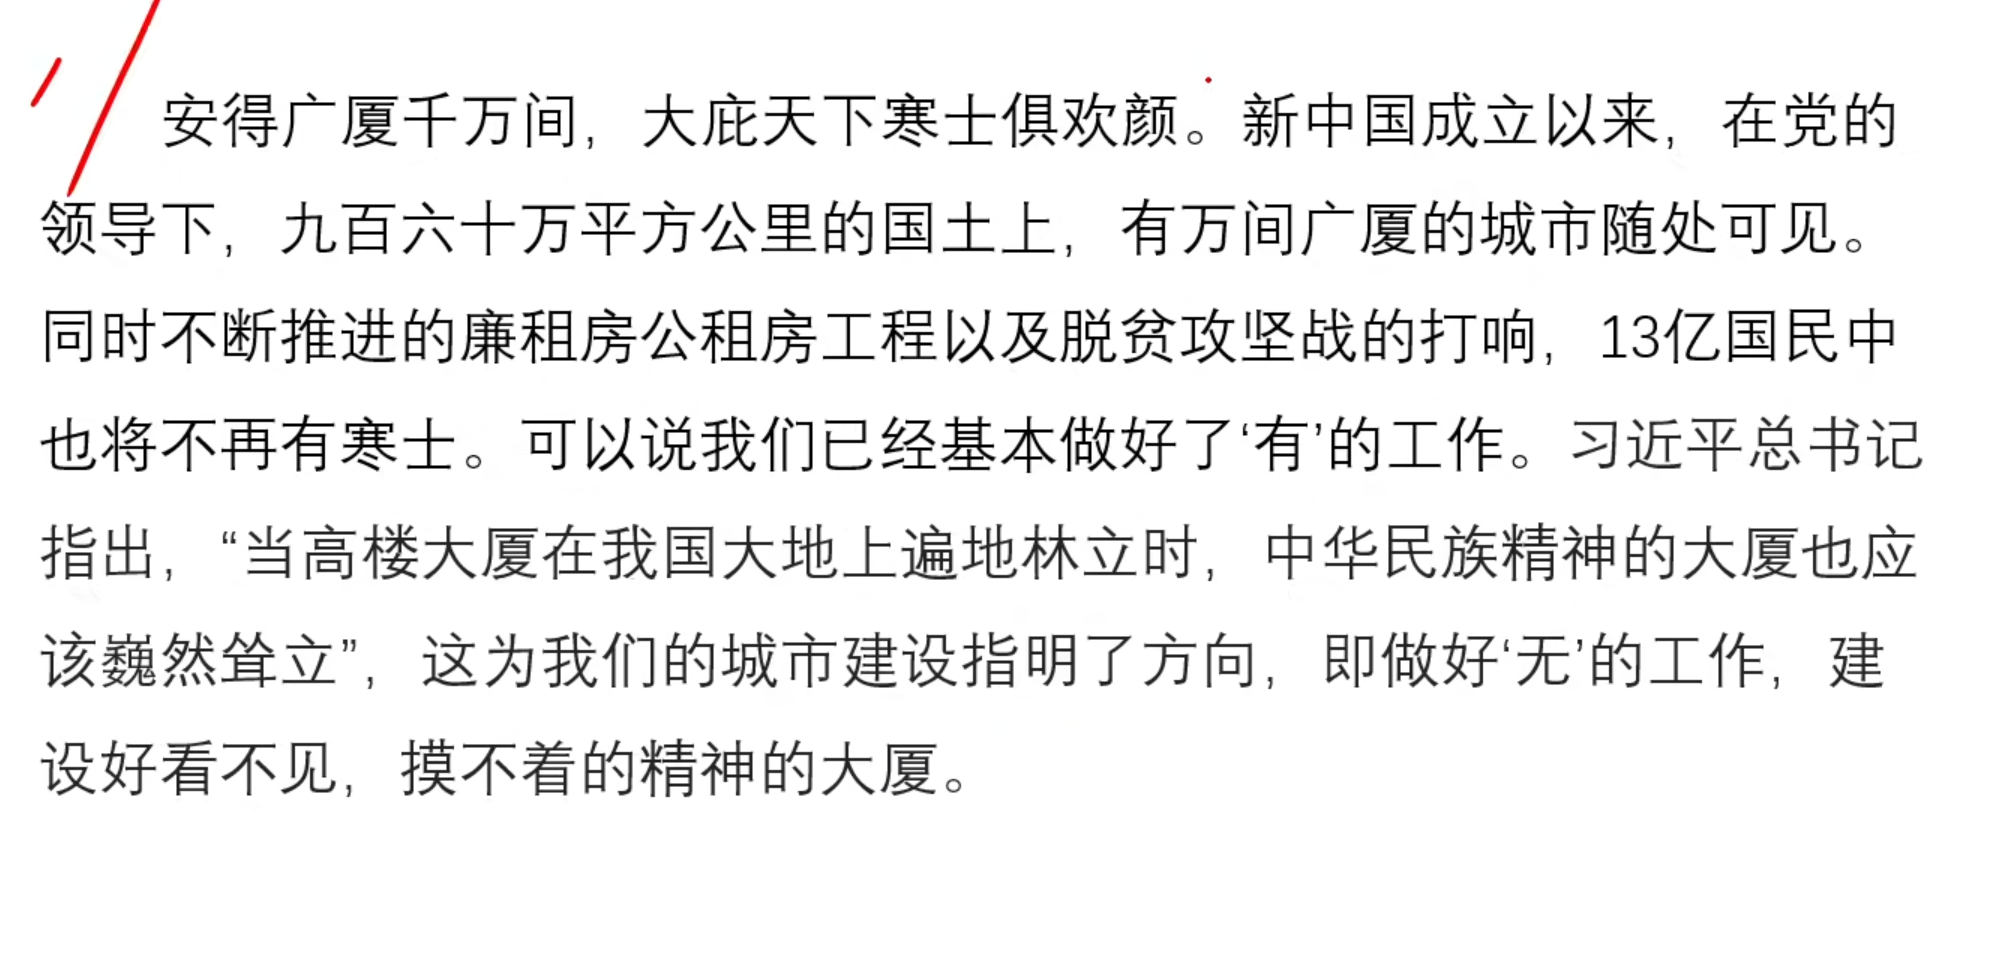 安得广厦千万间，大庇天下寒士俱欢颜。新中国成立以来，在党的
领导下，九百六十万平方公里的国土上，有万间广厦的城市随处可见。
同时不断推进的廉租房公租房工程以及脱贫攻坚战的打响，13亿国民中
也将不再有寒士。可以说我们已经基本做好了‘有’的工作。习近平总书记
指出，“当高楼大厦在我国大地上遍地林立时，中华民族精神的大厦也应
该巍然耸立”，这为我们的城市建设指明了方向，即做好‘无’的工作，建
设好看不见，摸不着的精神的大厦。